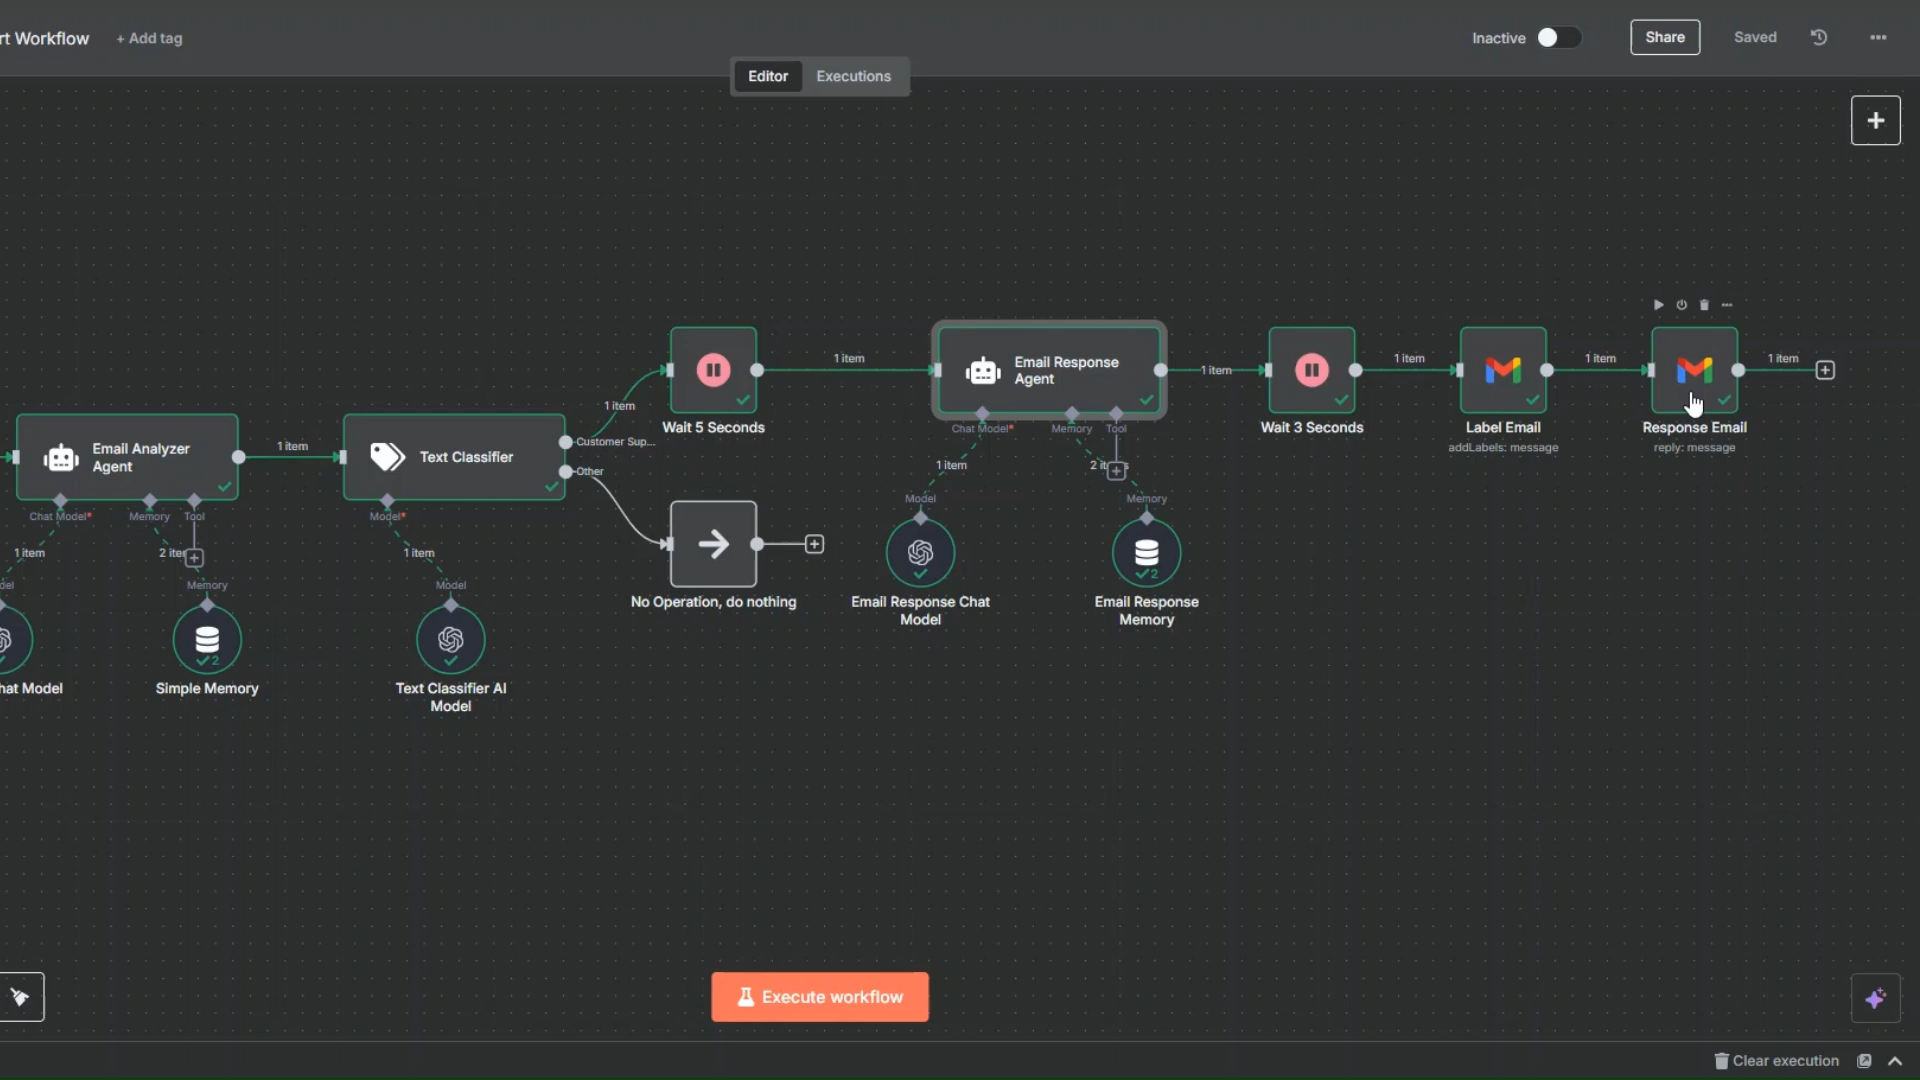 rt Workflow
+ Add tag
Inactive
Share
Saved
Editor
Executions
1 item
1 item
1 item
1 item
1 item
1 item
Email Response
Agent
Customer Sup...
Wait 5 Seconds
Chat Model*
Memory
Tool
Wait 3 Seconds
Label Email
addLabels: message
Response Email
reply: message
Email Analyzer
Agent
1 item
Text Classifier
Other
1 item
Model
Memory
Chat Model*
Memory
Tool
Model*
1 item
1 item
Memory
Model
2
No Operation, do nothing
Email Response Chat
Model
Email Response
Memory
2
hat Model
Simple Memory
Text Classifier AI
Model
Execute workflow
Clear execution